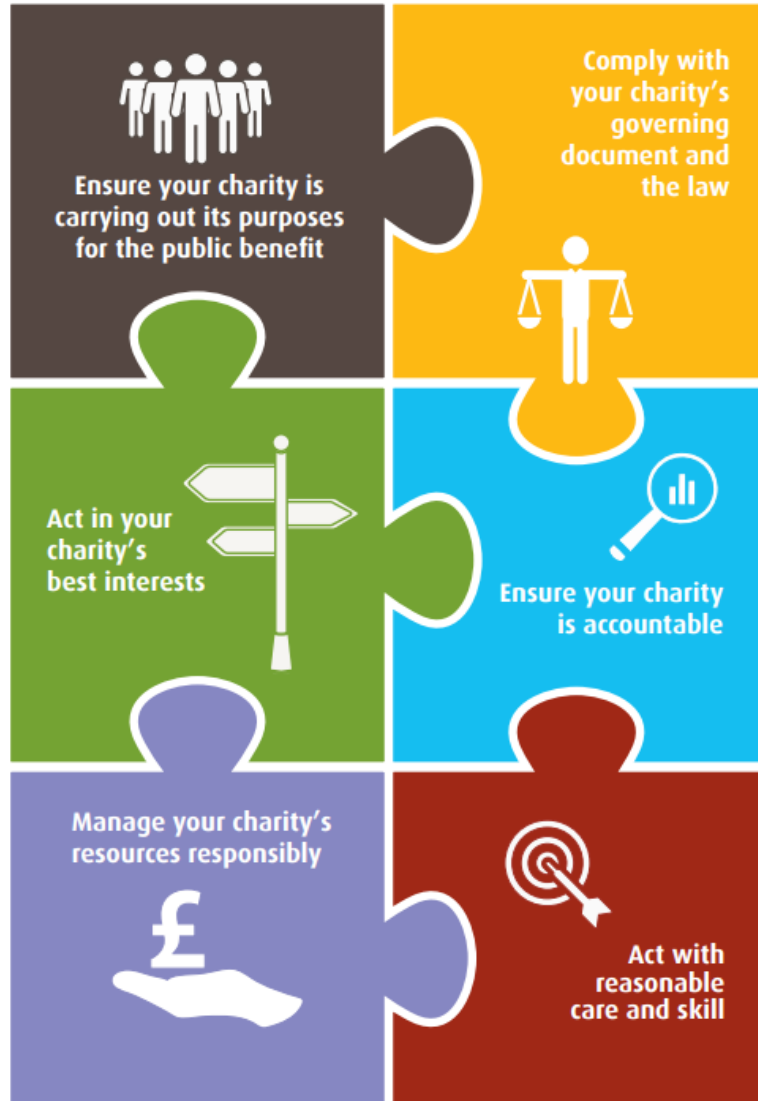 Ensure your charity is
carrying out its purposes
for the public benefit
Comply with
your charity's
governing
document and
the law
Act in your
charity's
best interests
Ensure your charity
is accountable
Manage your charity's
resources responsibly
£
Act with
reasonable
care and skill